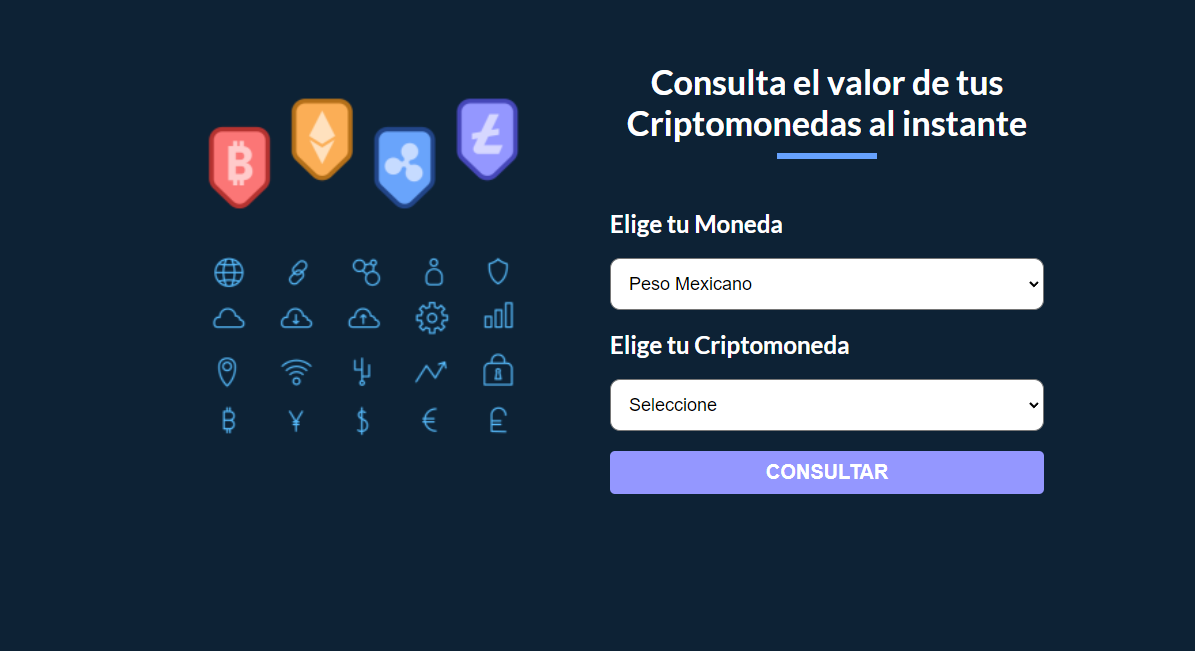 Consulta el valor de tus
Criptomonedas al instante
Elige tu Moneda
Peso Mexicano
Elige tu Criptomoneda
Seleccione
CONSULTAR